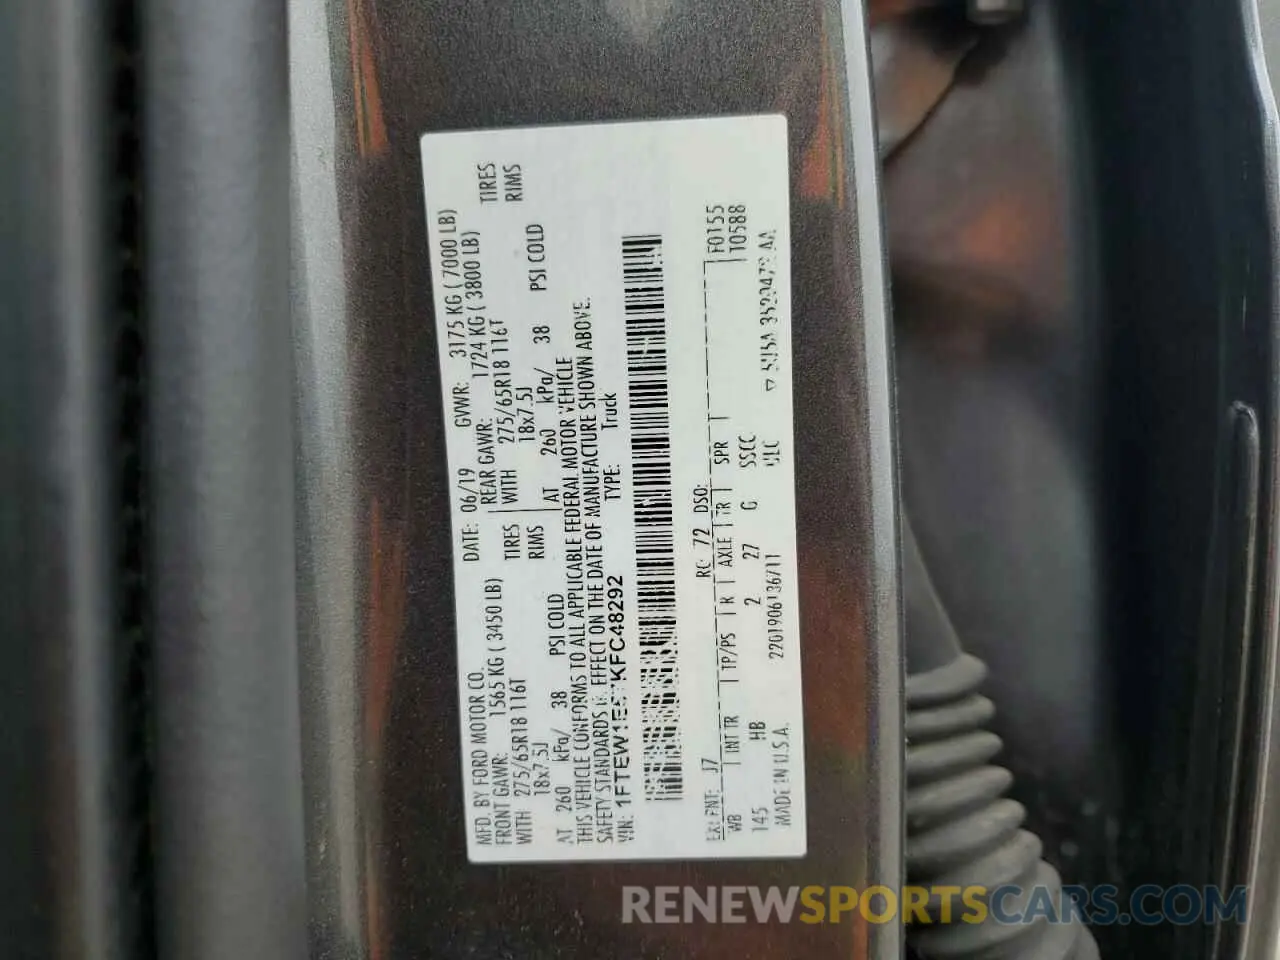 MFD. BY FORD MOTOR CO.
DATE: 06/19 GVWR: 3175 KG ( 7000 LB)
FRONT GAWR: 1565 KG ( 3450 LB)
REAR GAWR: 1724 KG ( 3800 LB)
WITH 275/65R18 116T TIRES
WITH 275/65R18 116T TIRES
18x7.5J RIMS
18x7.5J RIMS
AT 260 kPa/ 38 PSI COLD
AT 260 kPa/ 38 PSI COLD
THIS VEHICLE CONFORMS TO ALL APPLICABLE FEDERAL MOTOR VEHICLE
SAFETY STANDARDS IN EFFECT ON THE DATE OF MANUFACTURE SHOWN ABOVE.
VIN: TYPE: Truck
EXT PNT: J7 RC: 72 DSO: F0155
WB INT TR TP/PS R AXLE TR SPR T0588
145 HB 2 27 G SSCC
MADE IN U.S.A.
RENEWSPORTSCARS.COM